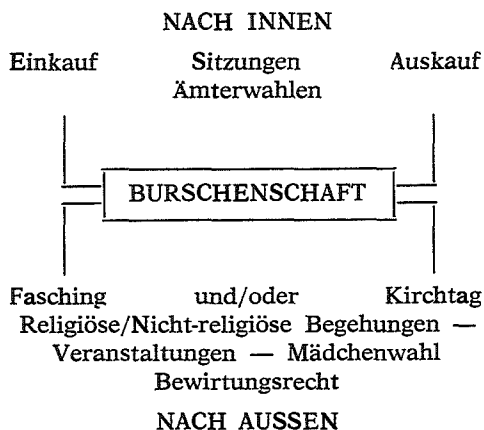 NACH INNEN
Einkauf Sitzungen Auskauf
Ämterwahlen
BURSCHENSCHAFT
Fasching und/oder Kirchtag
Religiöse/Nicht-religiöse Begehungen —
Veranstaltungen — Mädchenwahl
Bewirtungsrecht
NACH AUSSEN